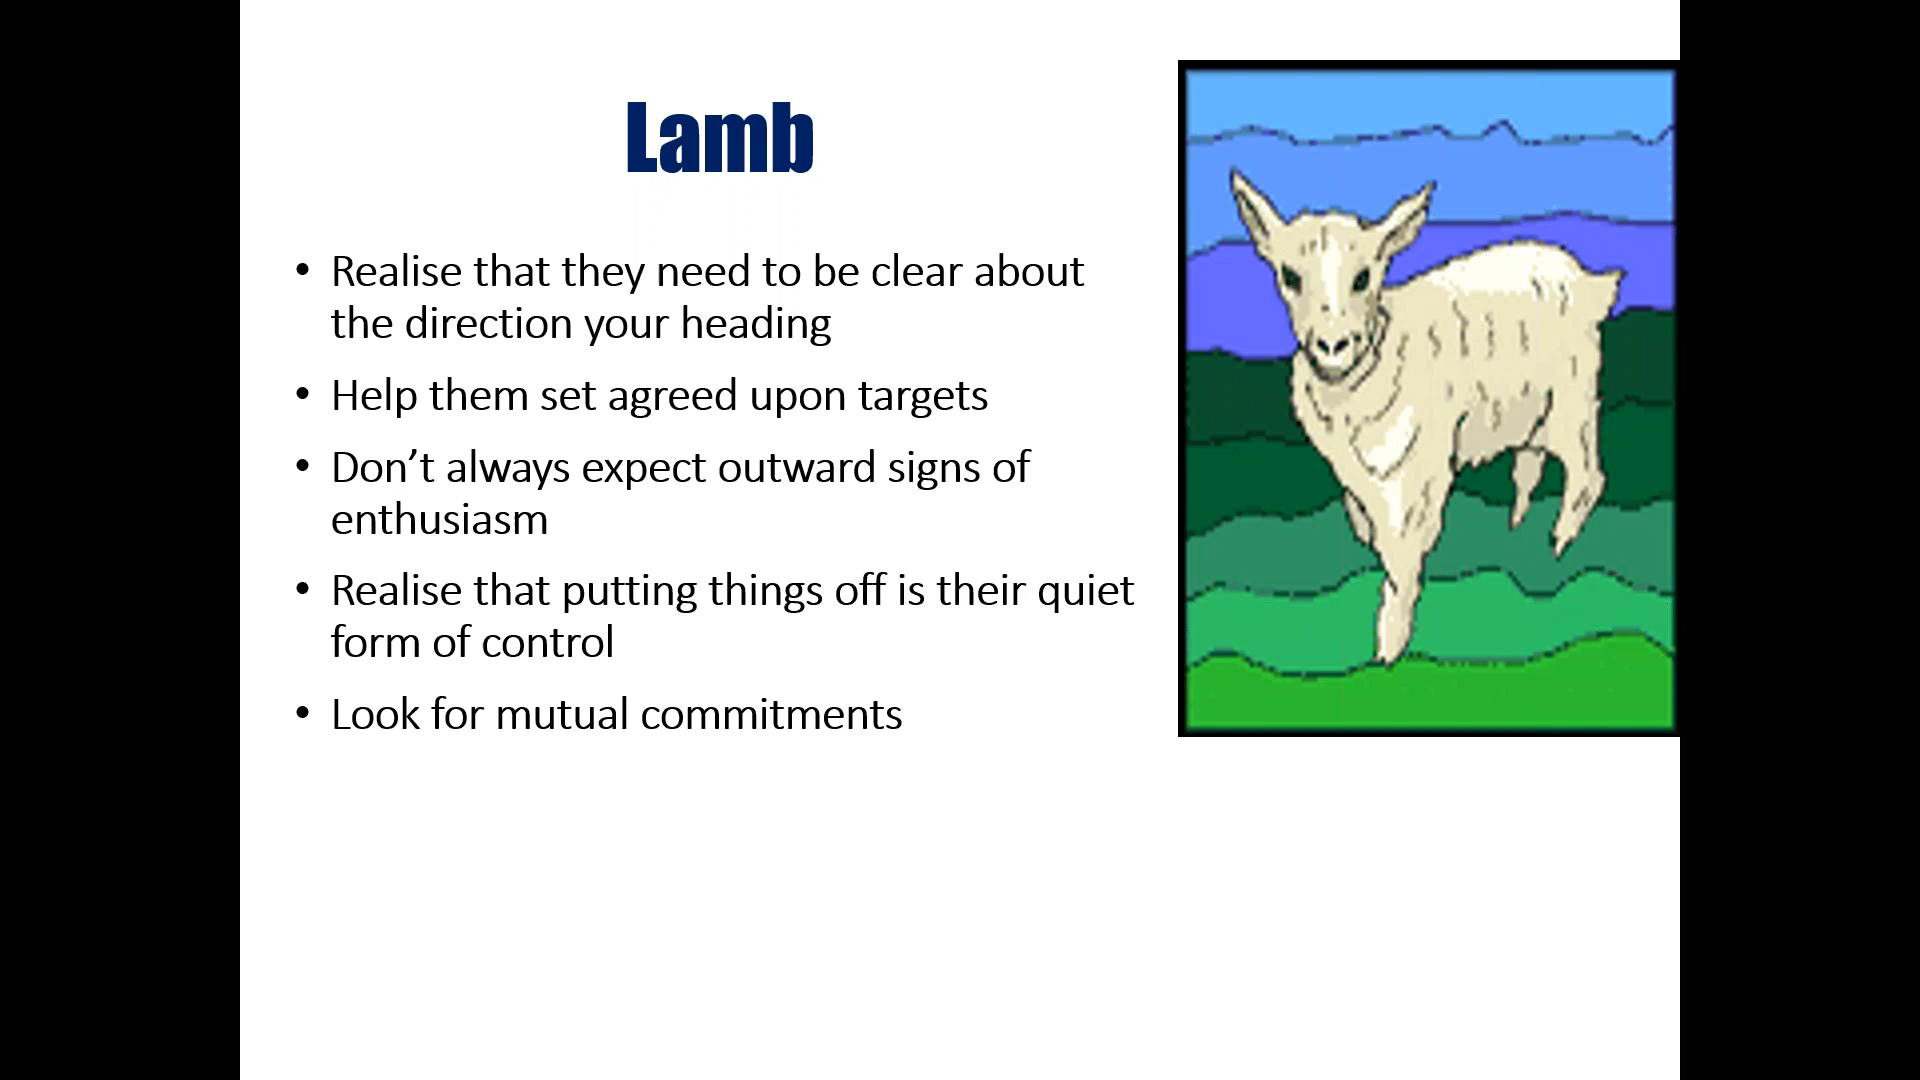 Lamb
• Realise that they need to be clear about
the direction your heading
• Help them set agreed upon targets
• Don’t always expect outward signs of
enthusiasm
• Realise that putting things off is their quiet
form of control
• Look for mutual commitments